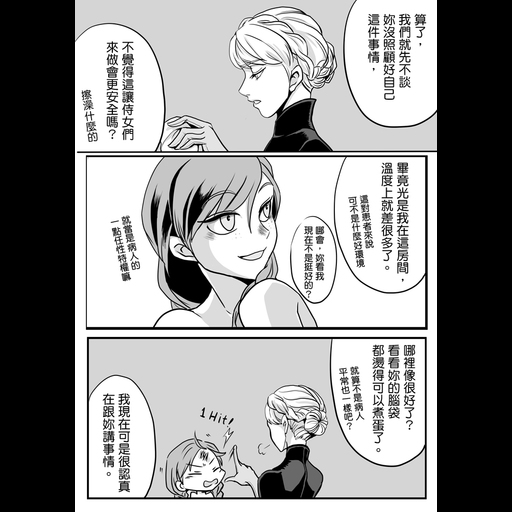 算了，
我們就先不談
妳沒照顧好自己
這件事情，
不覺得這讓侍女們
來做會更安全嗎？
擦澡什麼的
畢竟光是我在這房間，
溫度上就差很多了。
這對患者來說
可不是什麼好環境
哪會，妳看我
現在不是挺好的？
就當是病人的
一點任性特權嘛
哪裡像很好了？
看看妳的腦袋
都燙得可以煮蛋了。
就算不是病人
平常也一樣吧？
1 Hit!
我現在可是很認真
在跟妳講事情。